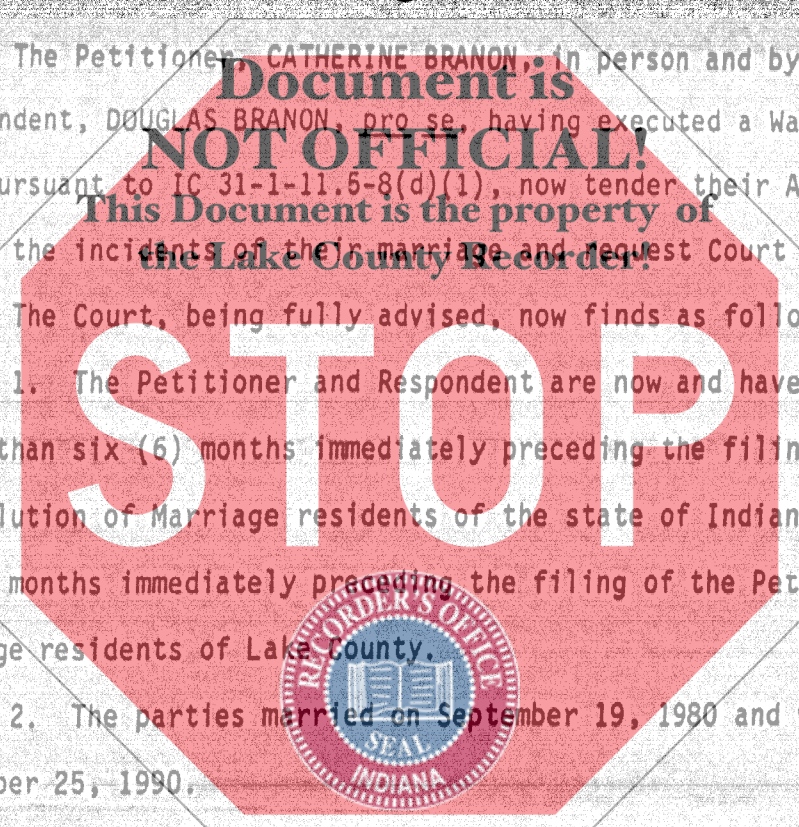 The Petitioner, CATHERINE BRANON, in person and by
Document is
ndent, DOUGLAS BRANON, pro se, having executed a Wa
NOT OFFICIAL!
ursuant to IC 31-1-11.5-8(d)(1), now tender their A
This Document is the property of
the incidents of their marriage and request Court
the Lake County Recorder!
The Court, being fully advised, now finds as follo
STOP
1. The Petitioner and Respondent are now and have
than six (6) months immediately preceding the filin
lution of Marriage residents of the state of Indian
months immediately preceding the filing of the Pet
ge residents of Lake County.
RECORDER'S OFFICE
2. The parties married on September 19, 1980 and
SEAL
INDIANA
ber 25, 1990.